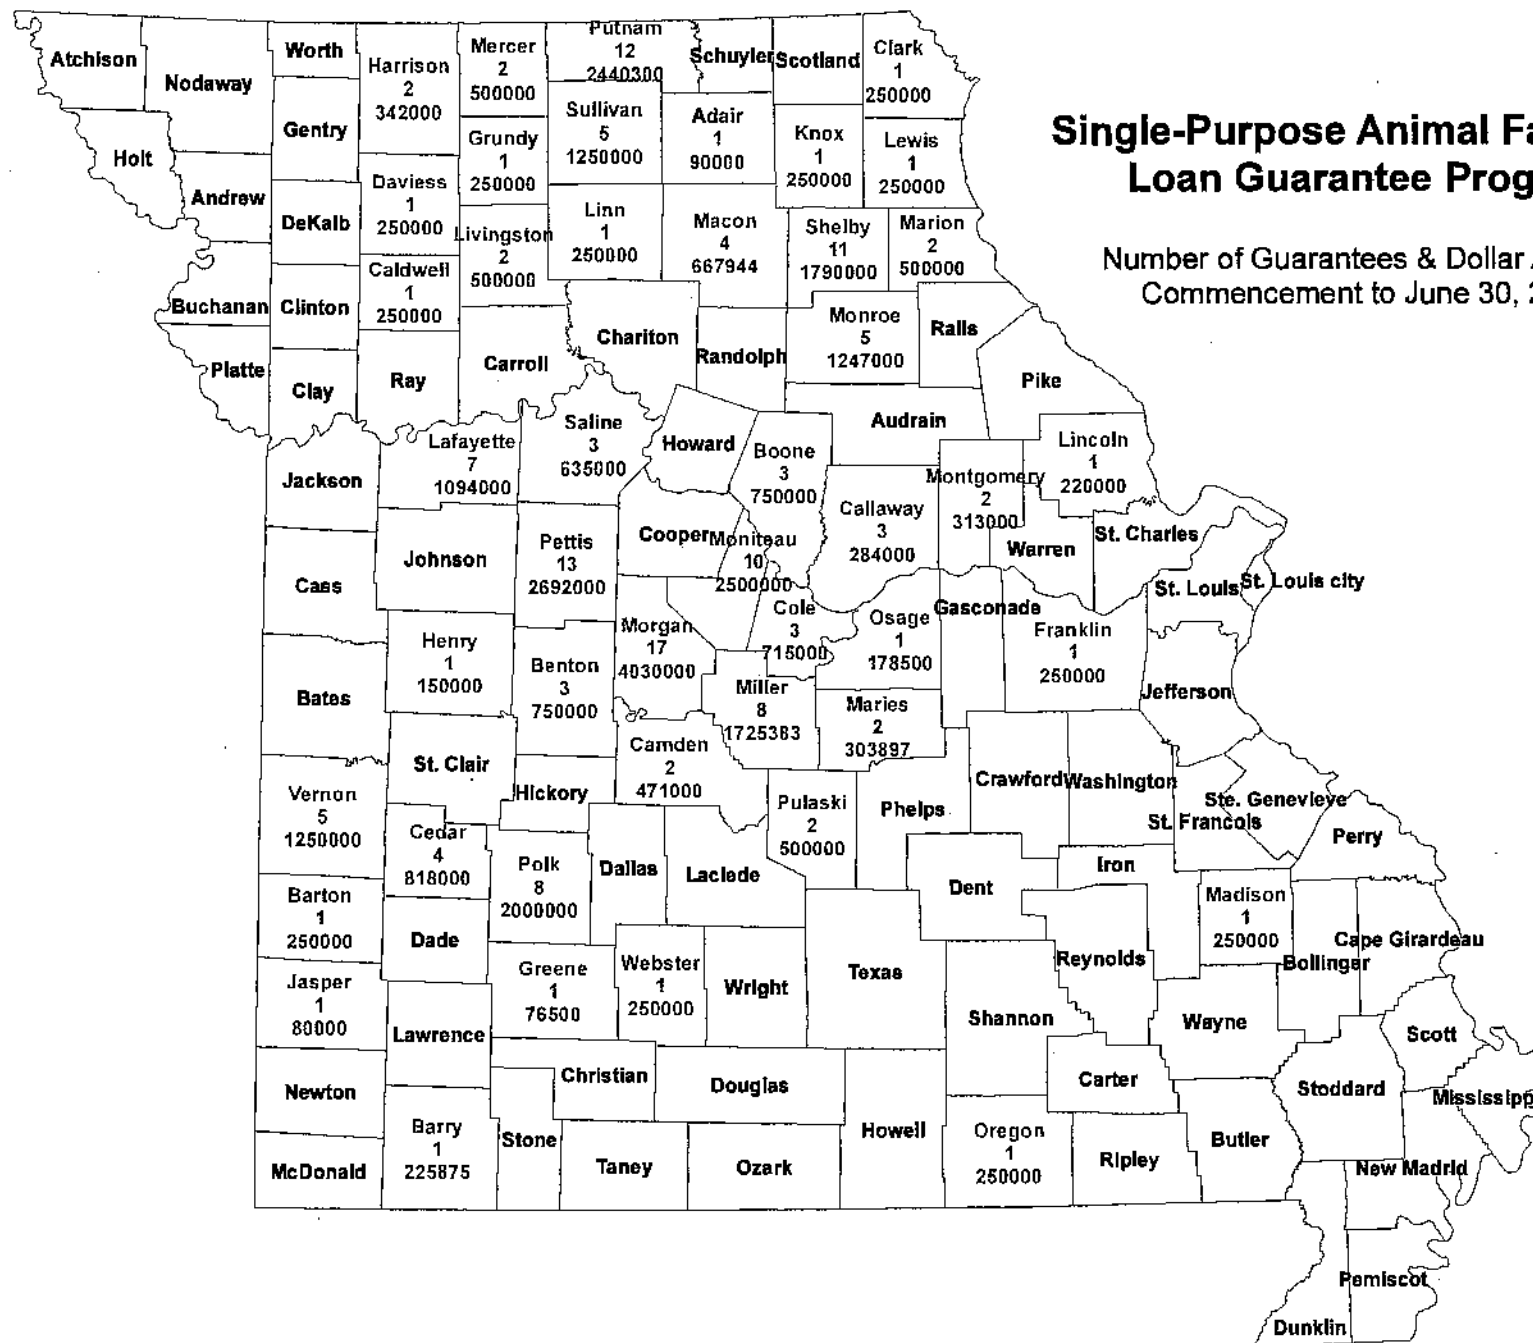 Single-Purpose Animal Fa
Loan Guarantee Prog
Number of Guarantees & Dollar
Commencement to June 30, 2
Atchison
Nodaway
Worth
Harrison
2
342000
Mercer
2
500000
Putnam
12
2440300
Schuyler
Scotland
Clark
1
250000
Holt
Andrew
Gentry
DeKalb
Daviess
1
250000
Grundy
1
250000
Sullivan
5
1250000
Adair
1
90000
Knox
1
250000
Lewis
1
250000
Livingston
2
500000
Linn
1
250000
Macon
4
667944
Shelby
11
1790000
Marion
2
500000
Buchanan
Clinton
Caldwell
1
250000
Platte
Clay
Ray
Carroll
Chariton
Randolph
Monroe
5
1247000
Ralls
Pike
Audrain
Jackson
Lafayette
7
1094000
Saline
3
635000
Howard
Boone
3
750000
Callaway
3
284000
Montgomery
2
313000
Lincoln
1
220000
Cass
Johnson
Pettis
13
2692000
Cooper
Moniteau
10
2500000
Warren
St. Charles
St. Louis
St. Louis city
Cole
3
715000
Osage
1
178500
Gasconade
Franklin
1
250000
Jefferson
Bates
Henry
1
150000
Benton
3
750000
Morgan
17
4030000
Miller
8
1725383
Maries
2
303897
St. Clair
Hickory
Camden
2
471000
Pulaski
2
500000
Phelps
Crawford
Washington
Ste. Genevieve
St. Francois
Perry
Vernon
5
1250000
Cedar
4
818000
Polk
8
2000000
Dallas
Laclede
Dent
Iron
Madison
1
250000
Cape Girardeau
Bollinger
Barton
1
250000
Dade
Greene
1
76500
Webster
1
250000
Wright
Texas
Reynolds
Shannon
Wayne
Scott
Jasper
1
80000
Lawrence
Christian
Douglas
Carter
Stoddard
Mississipp
Newton
McDonald
Barry
1
225875
Stone
Taney
Ozark
Howell
Oregon
1
250000
Ripley
Butler
New Madrid
Pemiscot
Dunklin